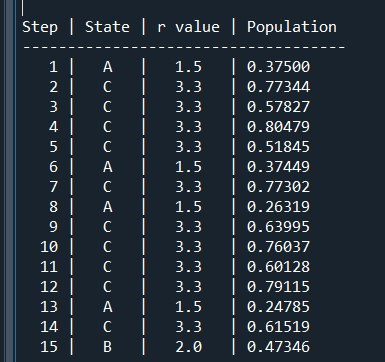 Step | State | r value | Population
-----------------------------------
1 | A | 1.5 | 0.37500
2 | C | 3.3 | 0.77344
3 | C | 3.3 | 0.57827
4 | C | 3.3 | 0.80479
5 | C | 3.3 | 0.51845
6 | A | 1.5 | 0.37449
7 | C | 3.3 | 0.77302
8 | A | 1.5 | 0.26319
9 | C | 3.3 | 0.63995
10 | C | 3.3 | 0.76037
11 | C | 3.3 | 0.60128
12 | C | 3.3 | 0.79115
13 | A | 1.5 | 0.24785
14 | C | 3.3 | 0.61519
15 | B | 2.0 | 0.47346